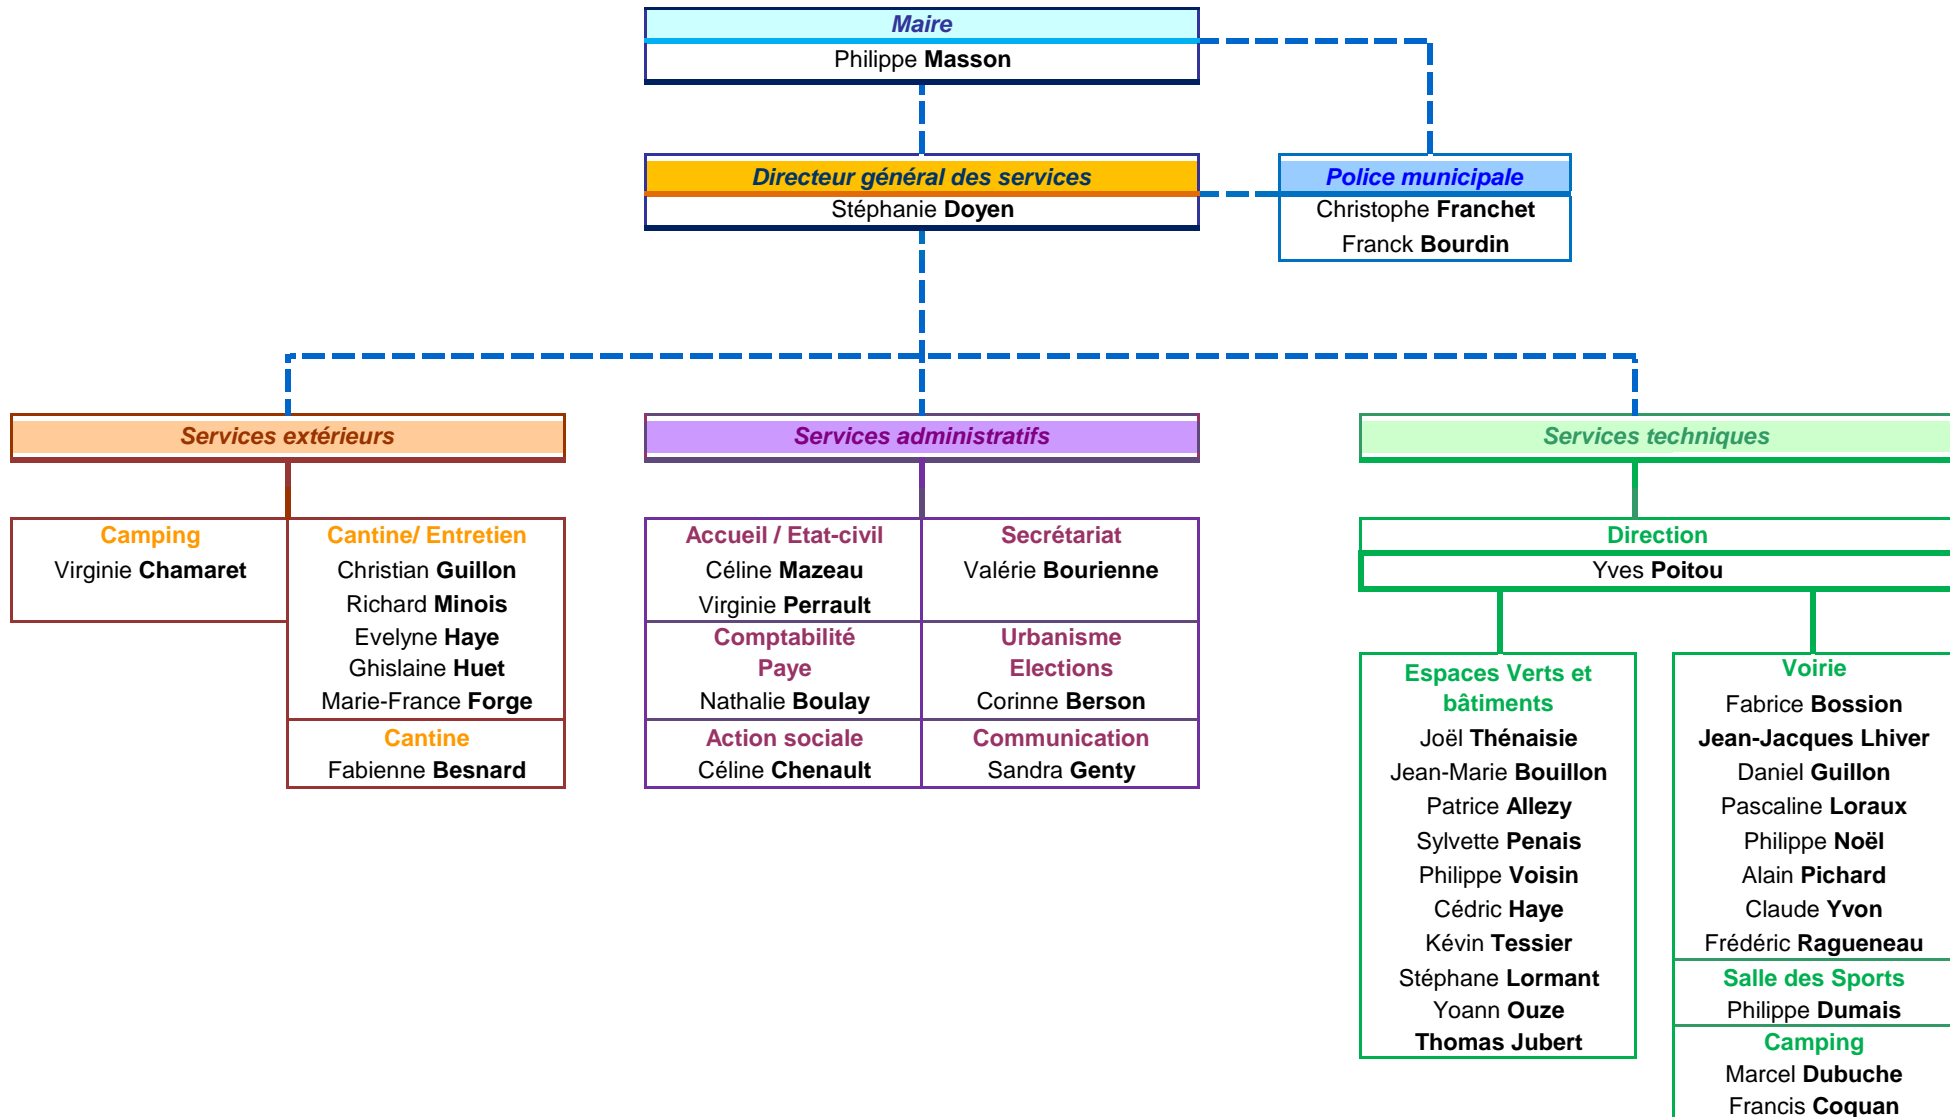 Maire
Philippe Masson
Directeur général des services
Stéphanie Doyen
Police municipale
Christophe Franchet
Franck Bourdin
Services extérieurs
Camping
Virginie Chamaret
Cantine/ Entretien
Christian Guillon
Richard Minois
Evelyne Haye
Ghislaine Huet
Marie-France Forge
Cantine
Fabienne Besnard
Services administratifs
Accueil / Etat-civil
Céline Mazeau
Virginie Perrault
Secrétariat
Valérie Bourienne
Comptabilité
Paye
Nathalie Boulay
Urbanisme
Elections
Corinne Berson
Action sociale
Céline Chenault
Communication
Sandra Genty
Services techniques
Direction
Yves Poitou
Espaces Verts et
bâtiments
Joël Thénaisie
Jean-Marie Bouillon
Patrice Allezy
Sylvette Penais
Philippe Voisin
Cédric Haye
Kévin Tessier
Stéphane Lormant
Yoann Ouze
Thomas Jubert
Voirie
Fabrice Bossion
Jean-Jacques Lhiver
Daniel Guillon
Pascaline Loraux
Philippe Noël
Alain Pichard
Claude Yvon
Frédéric Ragueneau
Salle des Sports
Philippe Dumais
Camping
Marcel Dubuche
Francis Coquan